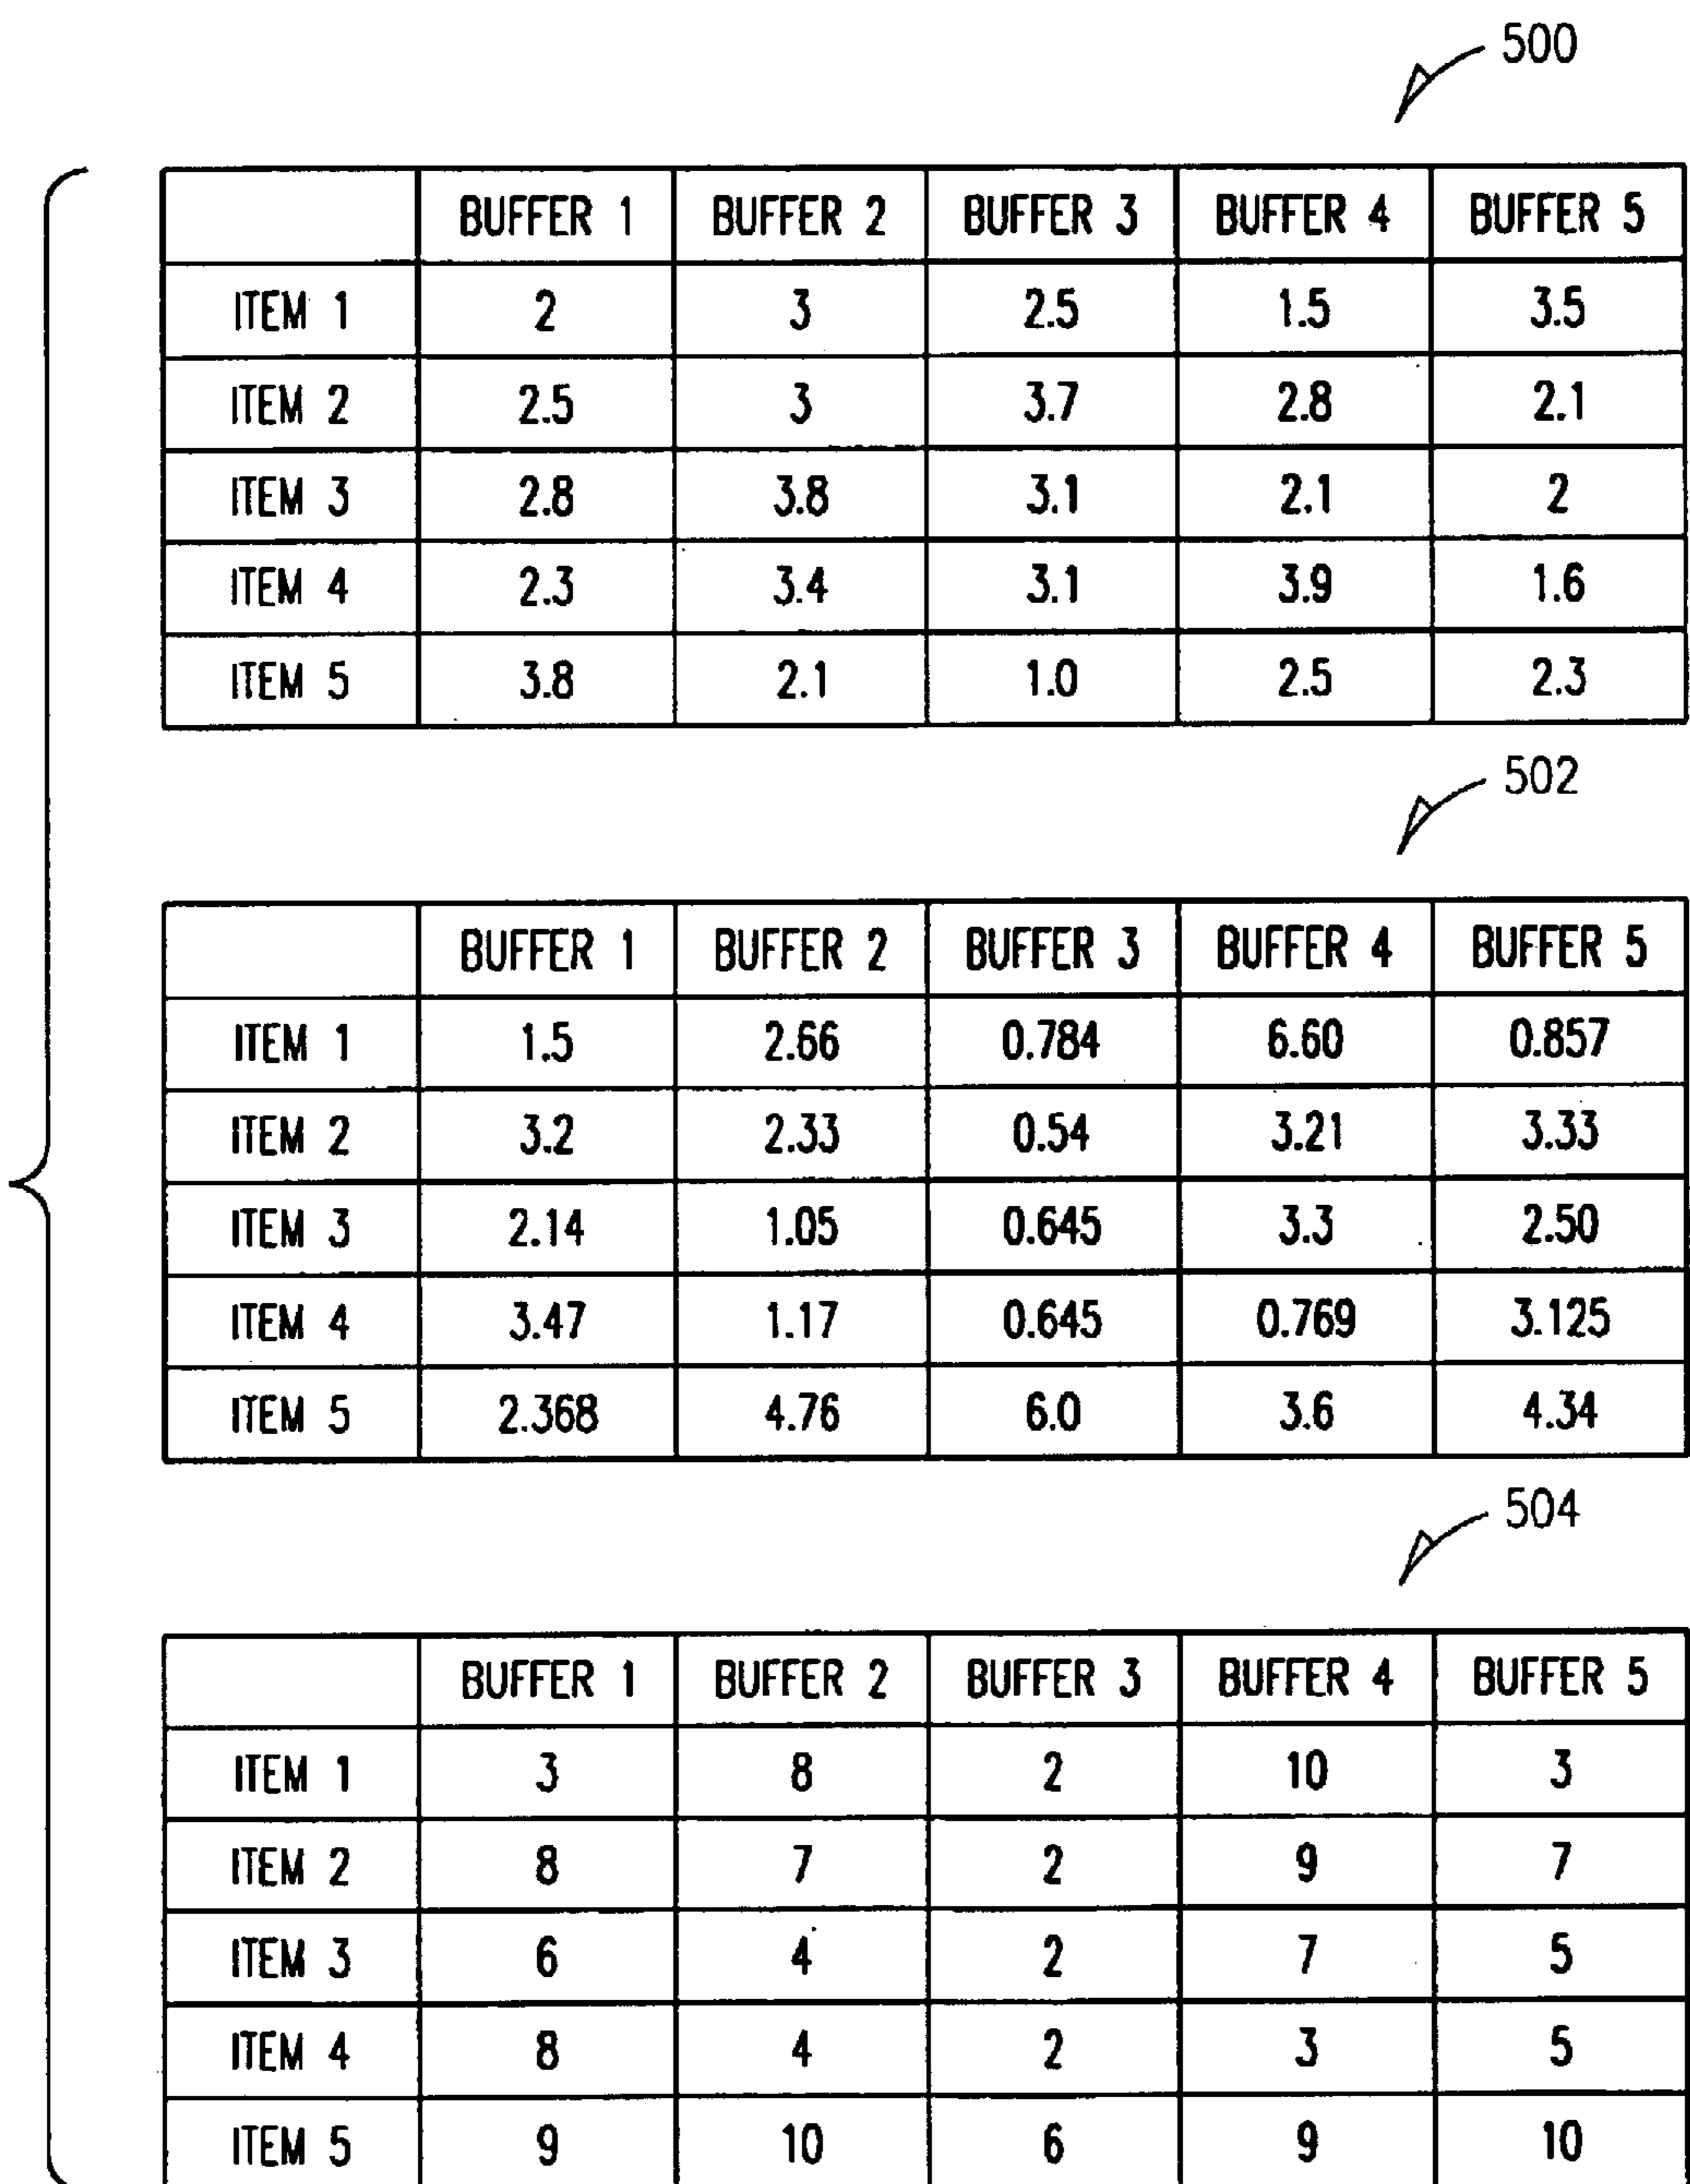 500
BUFFER 1 BUFFER 2 BUFFER 3 BUFFER 4 BUFFER 5
ITEM 1 2 3 2.5 1.5 3.5
ITEM 2 2.5 3 3.7 2.8 2.1
ITEM 3 2.8 3.8 3.1 2.1 2
ITEM 4 2.3 3.4 3.1 3.9 1.6
ITEM 5 3.8 2.1 1.0 2.5 2.3
502
BUFFER 1 BUFFER 2 BUFFER 3 BUFFER 4 BUFFER 5
ITEM 1 1.5 2.66 0.784 6.60 0.857
ITEM 2 3.2 2.33 0.54 3.21 3.33
ITEM 3 2.14 1.05 0.645 3.3 2.50
ITEM 4 3.47 1.17 0.645 0.769 3.125
ITEM 5 2.368 4.76 6.0 3.6 4.34
504
BUFFER 1 BUFFER 2 BUFFER 3 BUFFER 4 BUFFER 5
ITEM 1 3 8 2 10 3
ITEM 2 8 7 2 9 7
ITEM 3 6 4 2 7 5
ITEM 4 8 4 2 3 5
ITEM 5 9 10 6 9 10